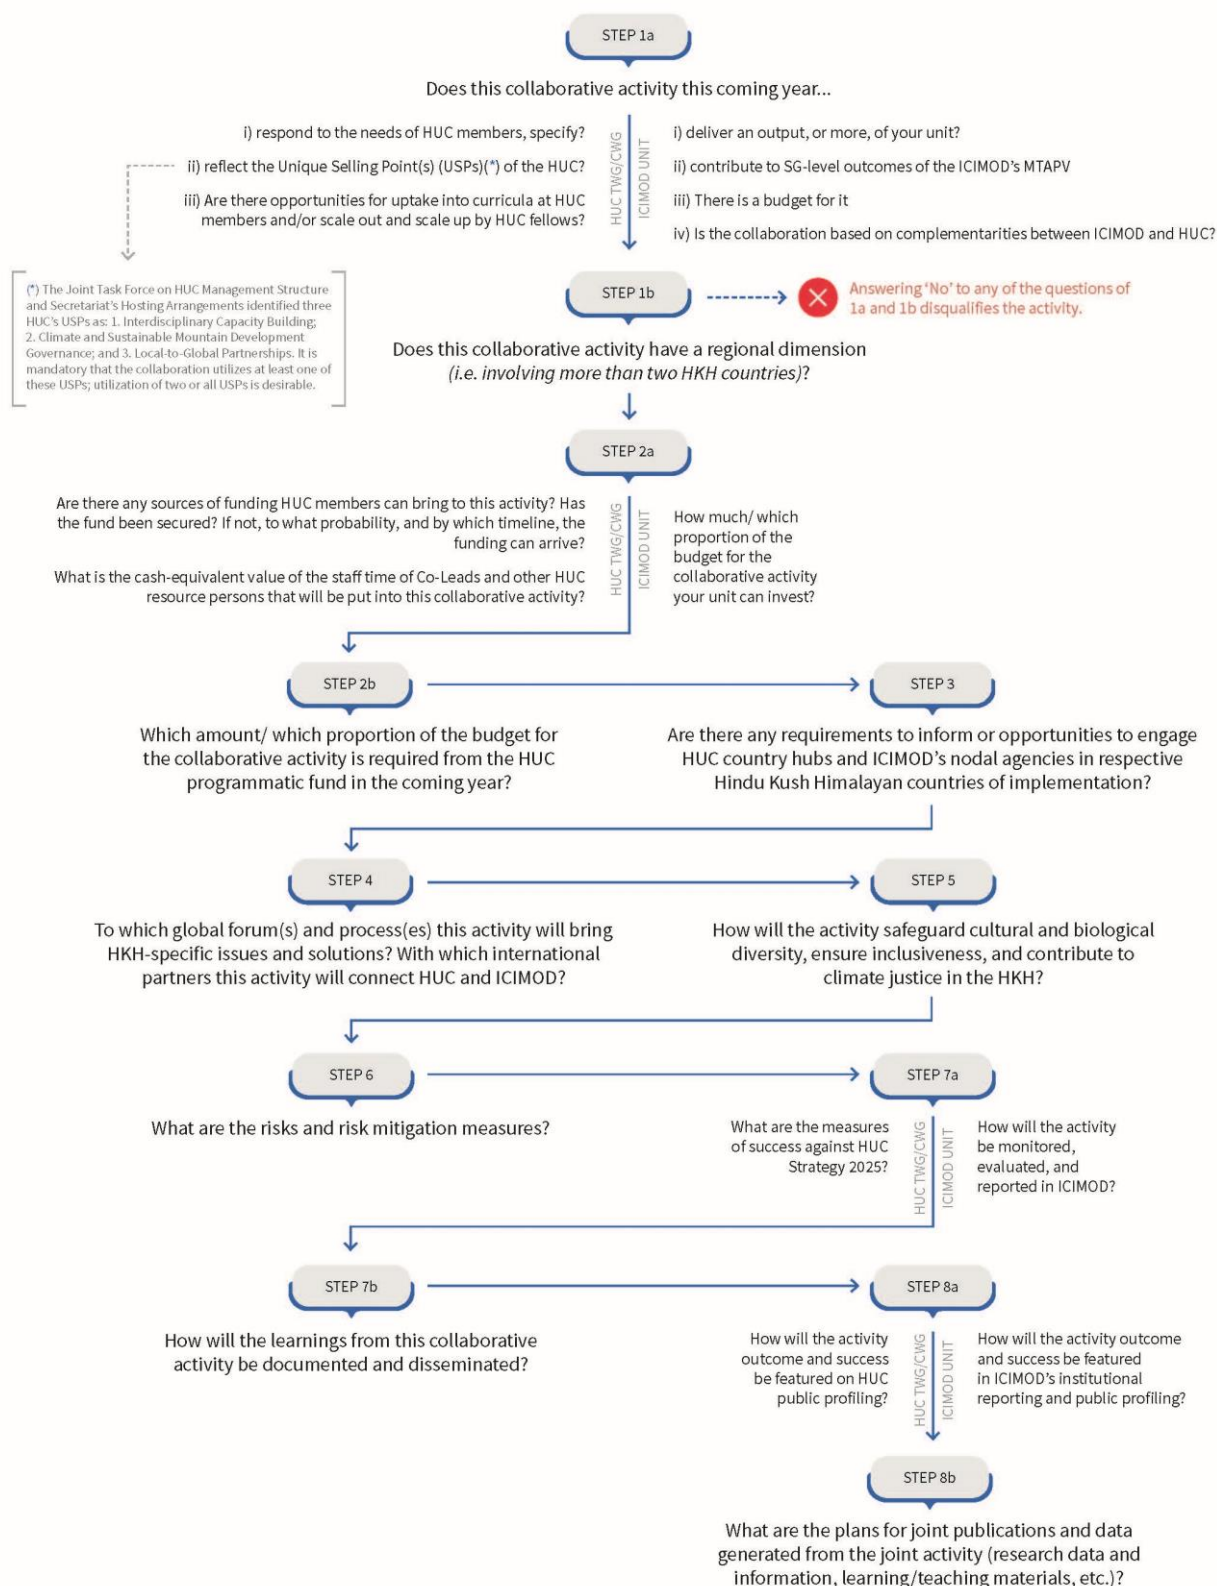 STEP 1a
Does this collaborative activity this coming year...
i) respond to the needs of HUC members, specify?
ii) reflect the Unique Selling Point(s) (USPs)(*) of the HUC?
iii) Are there opportunities for uptake into curricula at HUC
members and/or scale out and scale up by HUC fellows?
HUC TWG/CWG
ICIMOD UNIT
i) deliver an output, or more, of your unit?
ii) contribute to SG-level outcomes of the ICIMOD's MTAPV
iii) There is a budget for it
iv) Is the collaboration based on complementarities between ICIMOD and HUC?
(*) The Joint Task Force on HUC Management Structure
and Secretariat's Hosting Arrangements identified three
HUC's USPs as: 1. Interdisciplinary Capacity Building;
2. Climate and Sustainable Mountain Development
Governance; and 3. Local-to-Global Partnerships. It is
mandatory that the collaboration utilizes at least one of
these USPs; utilization of two or all USPs is desirable.
STEP 1b
Answering 'No' to any of the questions of
1a and 1b disqualifies the activity.
Does this collaborative activity have a regional dimension
(i.e. involving more than two HKH countries)?
STEP 2a
Are there any sources of funding HUC members can bring to this activity? Has
the fund been secured? If not, to what probability, and by which timeline, the
funding can arrive?
What is the cash-equivalent value of the staff time of Co-Leads and other HUC
resource persons that will be put into this collaborative activity?
HUC TWG/CWG
ICIMOD UNIT
How much/ which
proportion of the
budget for the
collaborative activity
your unit can invest?
STEP 2b
Which amount/ which proportion of the budget for
the collaborative activity is required from the HUC
programmatic fund in the coming year?
STEP 3
Are there any requirements to inform or opportunities to engage
HUC country hubs and ICIMOD's nodal agencies in respective
Hindu Kush Himalayan countries of implementation?
STEP 4
To which global forum(s) and process(es) this activity will bring
HKH-specific issues and solutions? With which international
partners this activity will connect HUC and ICIMOD?
STEP 5
How will the activity safeguard cultural and biological
diversity, ensure inclusiveness, and contribute to
climate justice in the HKH?
STEP 6
What are the risks and risk mitigation measures?
STEP 7a
What are the measures
of success against HUC
Strategy 2025?
HUC TWG/CWG
ICIMOD UNIT
How will the activity
be monitored,
evaluated, and
reported in ICIMOD?
STEP 7b
How will the learnings from this collaborative
activity be documented and disseminated?
STEP 8a
How will the activity
outcome and success
be featured on HUC
public profiling?
HUC TWG/CWG
ICIMOD UNIT
How will the activity outcome
and success be featured
in ICIMOD's institutional
reporting and public profiling?
STEP 8b
What are the plans for joint publications and data
generated from the joint activity (research data and
information, learning/teaching materials, etc.)?